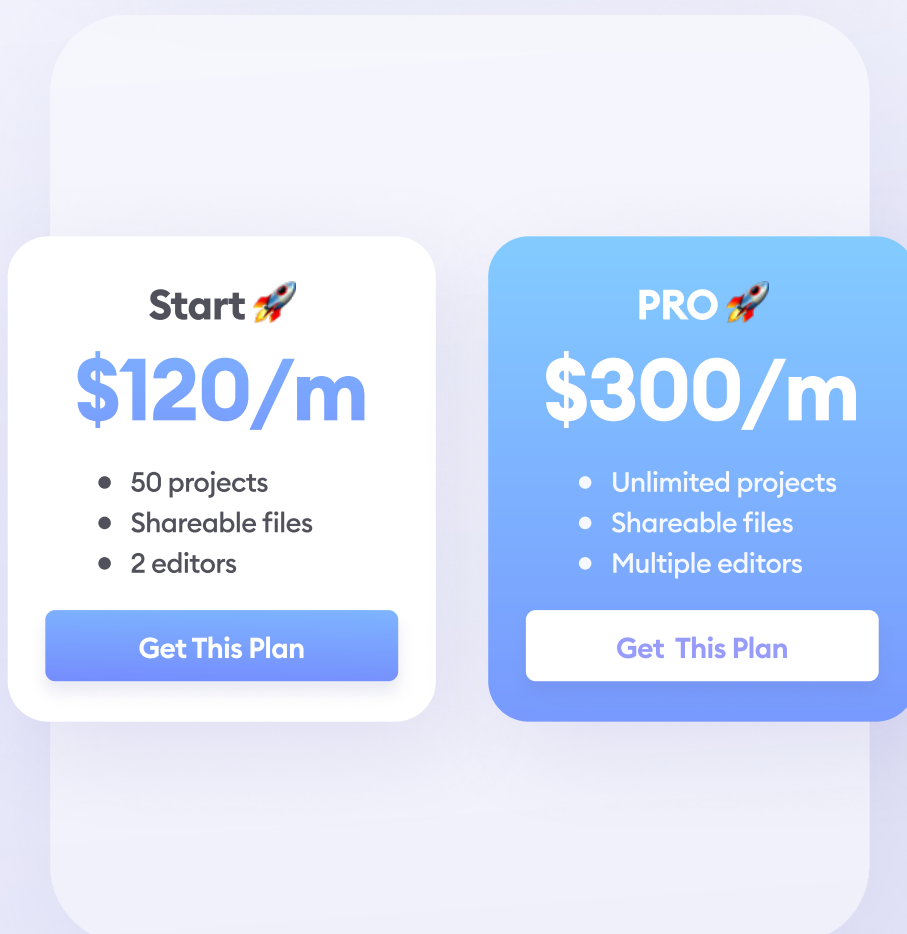 Start 🚀
$120/m
50 projects
Shareable files
2 editors
Get This Plan
PRO 🚀
$300/m
Unlimited projects
Shareable files
Multiple editors
Get  This Plan